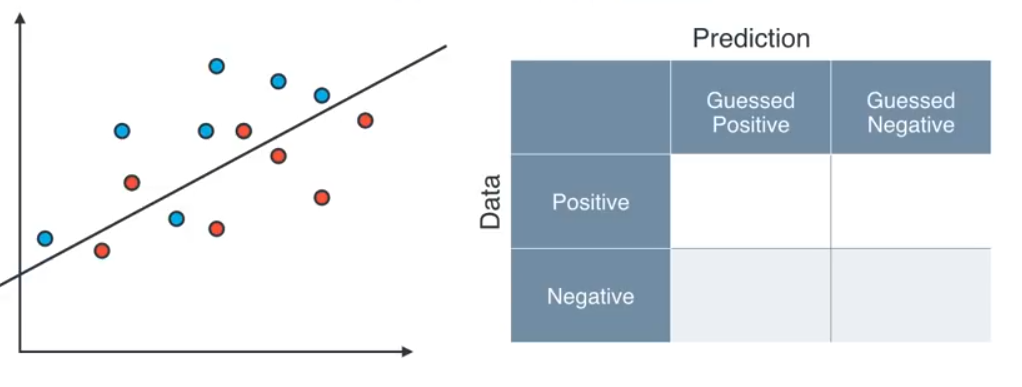 Prediction
Guessed
Positive
Guessed
Negative
Data
Positive
Negative